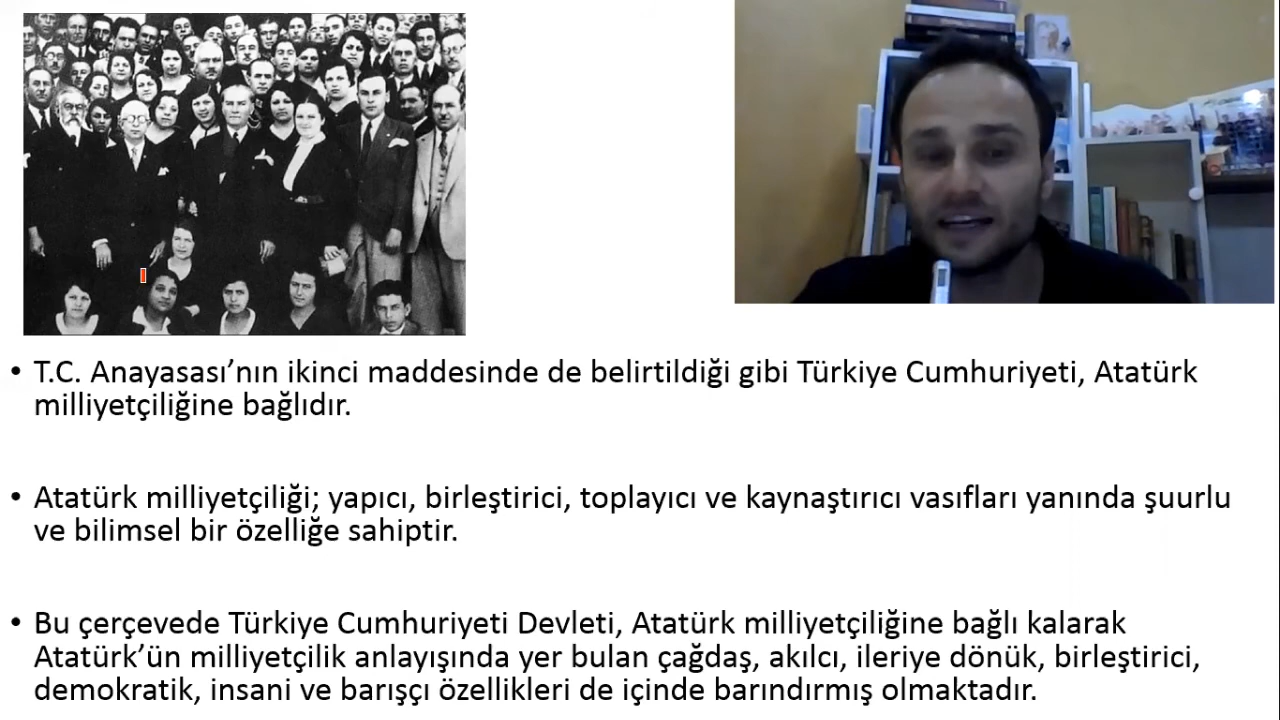 • T.C. Anayasası’nın ikinci maddesinde de belirtildiği gibi Türkiye Cumhuriyeti, Atatürk
milliyetçiliğine bağlıdır.
• Atatürk milliyetçiliği; yapıcı, birleştirici, toplayıcı ve kaynaştırıcı vasıfları yanında şuurlu
ve bilimsel bir özelliğe sahiptir.
• Bu çerçevede Türkiye Cumhuriyeti Devleti, Atatürk milliyetçiliğine bağlı kalarak
Atatürk’ün milliyetçilik anlayışında yer bulan çağdaş, akılcı, ileriye dönük, birleştirici,
demokratik, insani ve barışçı özellikleri de içinde barındırmış olmaktadır.